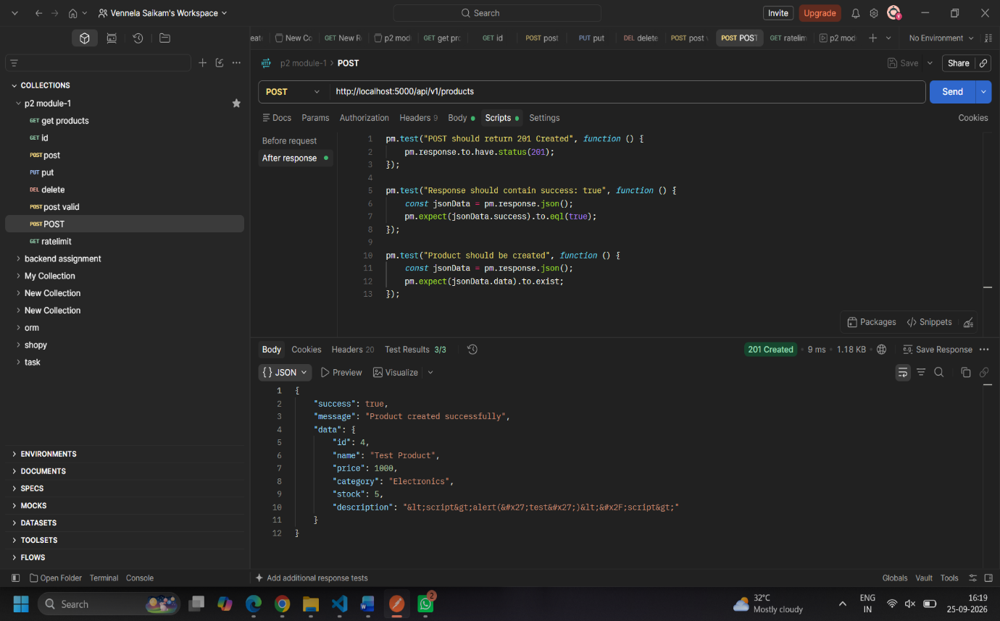 Vennela Saikam's Workspace
Search
Invite
Upgrade
New Co
GET New R
p2 mod
GET get pro
GET id
POST post
PUT put
DEL delete
POST post v
POST POST
GET ratelim
p2 mod
No Environment
COLLECTIONS
p2 module-1
GET get products
GET id
POST post
PUT put
DEL delete
POST post valid
POST POST
GET ratelimit
backend assignment
My Collection
New Collection
New Collection
orm
shopy
task
ENVIRONMENTS
DOCUMENTS
SPECS
MOCKS
DATASETS
TOOLSETS
FLOWS
HTTP p2 module-1 > POST
Save
Share
POST http://localhost:5000/api/v1/products
Send
Docs Params Authorization Headers 9 Body Scripts Settings
Cookies
Before request
After response
1 pm.test("POST should return 201 Created", function () {
2 pm.response.to.have.status(201);
3 });
4
5 pm.test("Response should contain success: true", function () {
6 const jsonData = pm.response.json();
7 pm.expect(jsonData.success).to.eql(true);
8 });
9
10 pm.test("Product should be created", function () {
11 const jsonData = pm.response.json();
12 pm.expect(jsonData.data).to.exist;
13 });
Packages </> Snippets
Body Cookies Headers 20 Test Results 3/3
201 Created • 9 ms • 1.18 KB • e.g. Save Response
{} JSON Preview Visualize
1 {
2 "success": true,
3 "message": "Product created successfully",
4 "data": {
5 "id": 4,
6 "name": "Test Product",
7 "price": 1000,
8 "category": "Electronics",
9 "stock": 5,
10 "description": "&lt;script&gt;alert(&#x27;test&#x27;)&lt;&#x2F;script&gt;"
11 }
12 }
Open Folder Terminal Console
Add additional response tests
Globals Vault Tools
Search
2
32°C
Mostly cloudy
ENG
IN
16:19
25-09-2026